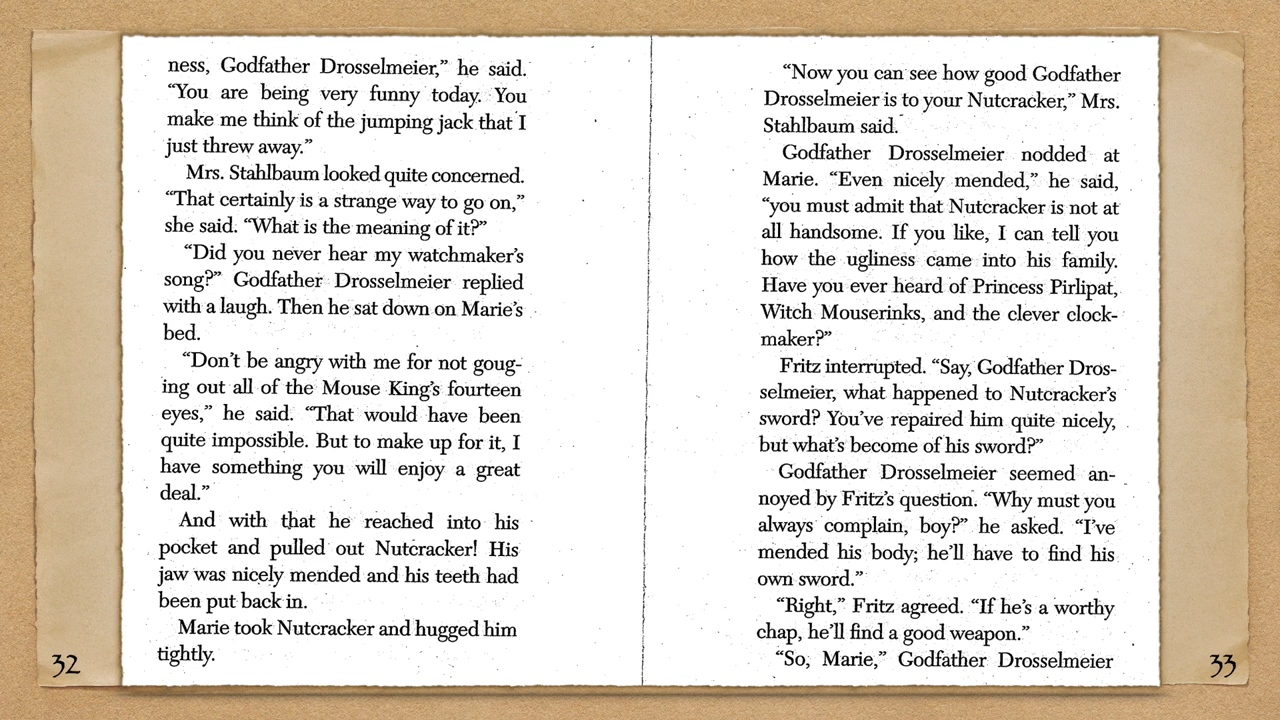 ness, Godfather Drosselmeier,” he said.
“You are being very funny today. You
make me think of the jumping jack that I
just threw away.”
Mrs. Stahlbaum looked quite concerned.
“That certainly is a strange way to go on,”
she said. “What is the meaning of it?”
“Did you never hear my watchmaker’s
song?” Godfather Drosselmeier replied
with a laugh. Then he sat down on Marie’s
bed.
“Don’t be angry with me for not goug-
ing out all of the Mouse King’s fourteen
eyes,” he said. “That would have been
quite impossible. But to make up for it, I
have something you will enjoy a great
deal.”
And with that he reached into his
pocket and pulled out Nutcracker! His
jaw was nicely mended and his teeth had
been put back in.
Marie took Nutcracker and hugged him
tightly.
32
“Now you can see how good Godfather
Drosselmeier is to your Nutcracker,” Mrs.
Stahlbaum said.
Godfather Drosselmeier nodded at
Marie. “Even nicely mended,” he said,
“you must admit that Nutcracker is not at
all handsome. If you like, I can tell you
how the ugliness came into his family.
Have you ever heard of Princess Pirlipat,
Witch Mouserinks, and the clever clock-
maker?”
Fritz interrupted. “Say, Godfather Dros-
selmeier, what happened to Nutcracker’s
sword? You’ve repaired him quite nicely,
but what’s become of his sword?”
Godfather Drosselmeier seemed an-
noyed by Fritz’s question. “Why must you
always complain, boy?” he asked. “I’ve
mended his body; he’ll have to find his
own sword.”
“Right,” Fritz agreed. “If he’s a worthy
chap, he’ll find a good weapon.”
“So, Marie,” Godfather Drosselmeier
33